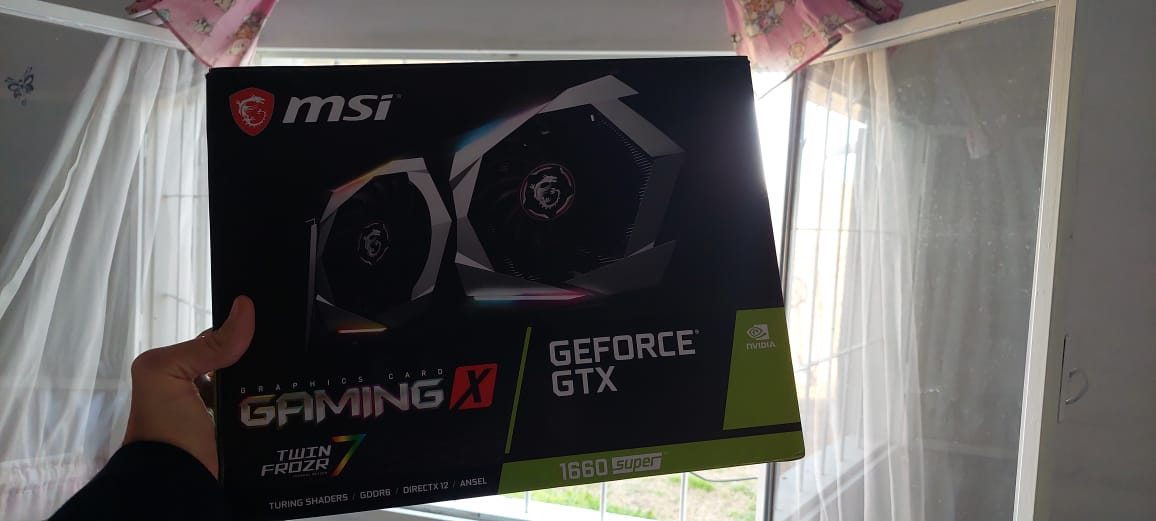 msi
GEFORCE®
GTX
NVIDIA
GRAPHICS CARD
GAMING X
TWIN
FROZR 7
1660 SUPER
TURING SHADERS / GDDR6 / DIRECTX 12 / ANSEL